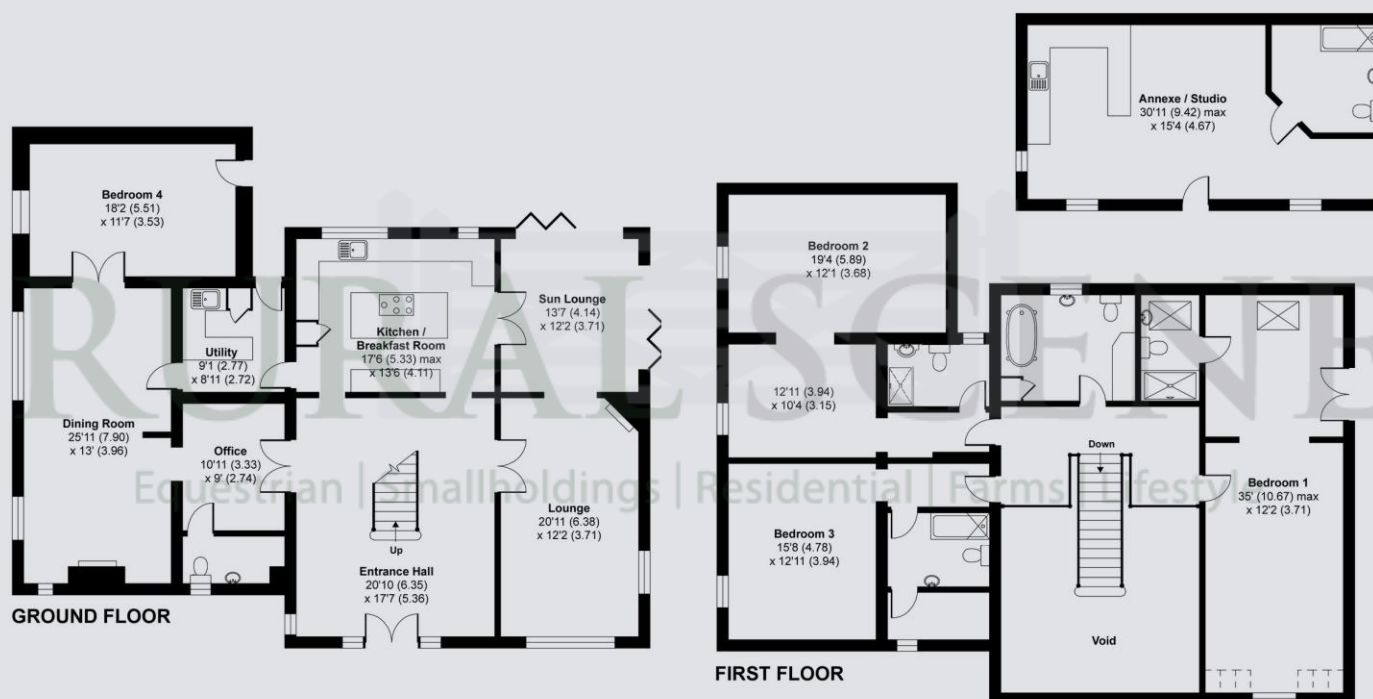 Annexe / Studio
30'11 (9.42) max
x 15'4 (4.67)
Bedroom 4
18'2 (5.51)
x 11'7 (3.53)
Bedroom 2
19'4 (5.89)
x 12'1 (3.68)
RURAL SCENE
Sun Lounge
13'7 (4.14)
x 12'2 (3.71)
Kitchen /
Breakfast Room
17'6 (5.33) max
x 13'6 (4.11)
Utility
9'1 (2.77)
x 8'11 (2.72)
12'11 (3.94)
x 10'4 (3.15)
Dining Room
25'11 (7.90)
x 13' (3.96)
Office
10'11 (3.33)
x 9' (2.74)
Down
Equestrian | Smallholdings | Residential | Farms | Lifestyle
Bedroom 1
35' (10.67) max
x 12'2 (3.71)
Lounge
20'11 (6.38)
x 12'2 (3.71)
Bedroom 3
15'8 (4.78)
x 12'11 (3.94)
Up
Entrance Hall
20'10 (6.35)
x 17'7 (5.36)
GROUND FLOOR
Void
FIRST FLOOR